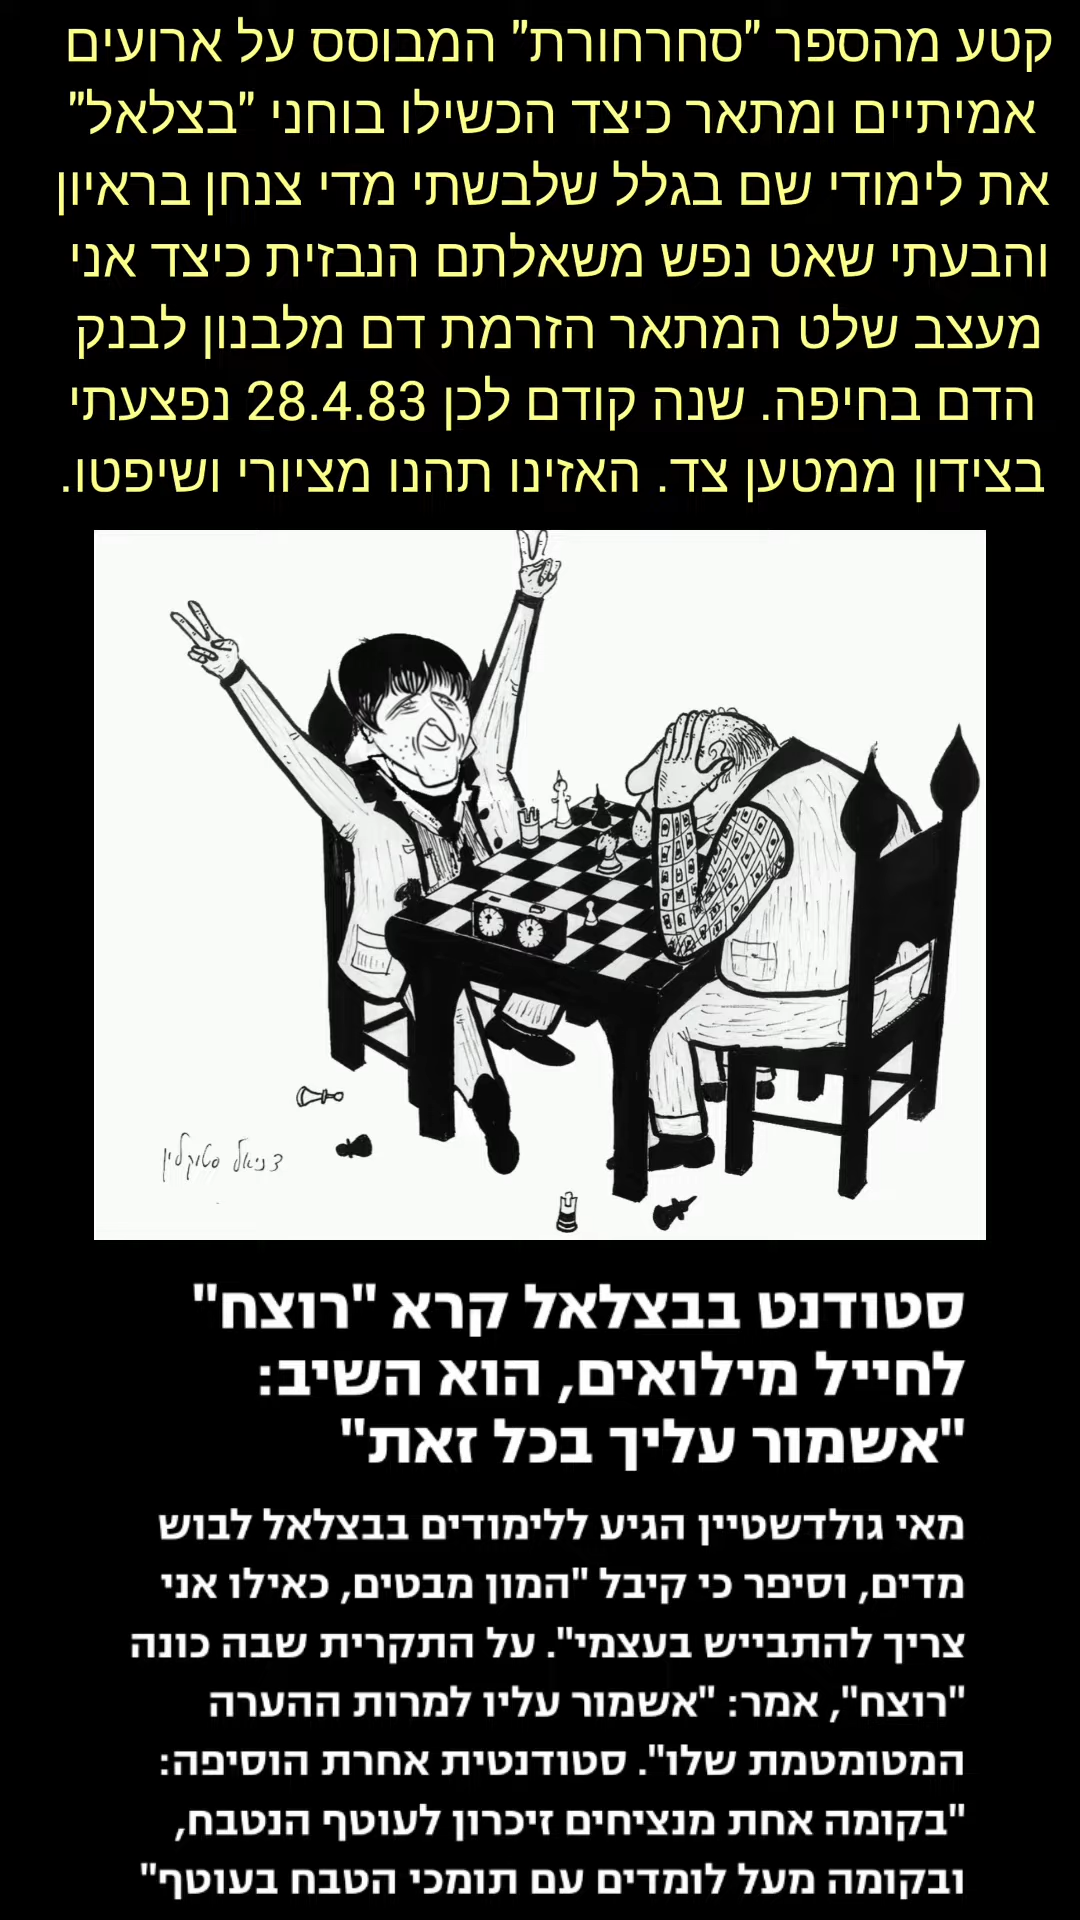 קטע מהספר "סחרחורת" המבוסס על ארועים
אמיתיים ומתאר כיצד הכשילו בוחני "בצלאל"
את לימודי שם בגלל שלבשתי מדי צנחן בראיון
והבעתי שאט נפש משאלתם הנבזית כיצד אני
מעצב שלט המתאר הזרמת דם מלבנון לבנק
הדם בחיפה. שנה קודם לכן 28.4.83 נפצעתי
בצידון ממטען צד. האזינו תהנו מציורי ושיפטו.
דניאל סטוקלין
סטודנט בבצלאל קרא "רוצח"
לחייל מילואים, הוא השיב:
"אשמור עליך בכל זאת"
מאי גולדשטיין הגיע ללימודים בבצלאל לבוש
מדים, וסיפר כי קיבל "המון מבטים, כאילו אני
צריך להתבייש בעצמי". על התקרית שבה כונה
"רוצח", אמר: "אשמור עליו למרות ההערה
המטומטמת שלו". סטודנטית אחרת הוסיפה:
"בקומה אחת מנציחים זיכרון לעוטף הנטבח,
ובקומה מעל לומדים עם תומכי הטבח בעוטף"